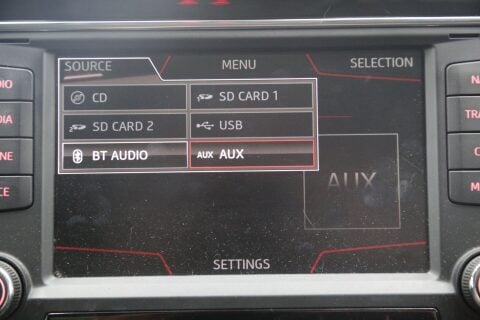 SOURCE MENU SELECTION
CD
SD CARD 1
SD CARD 2
USB
BT AUDIO
AUX AUX
AUX
SETTINGS